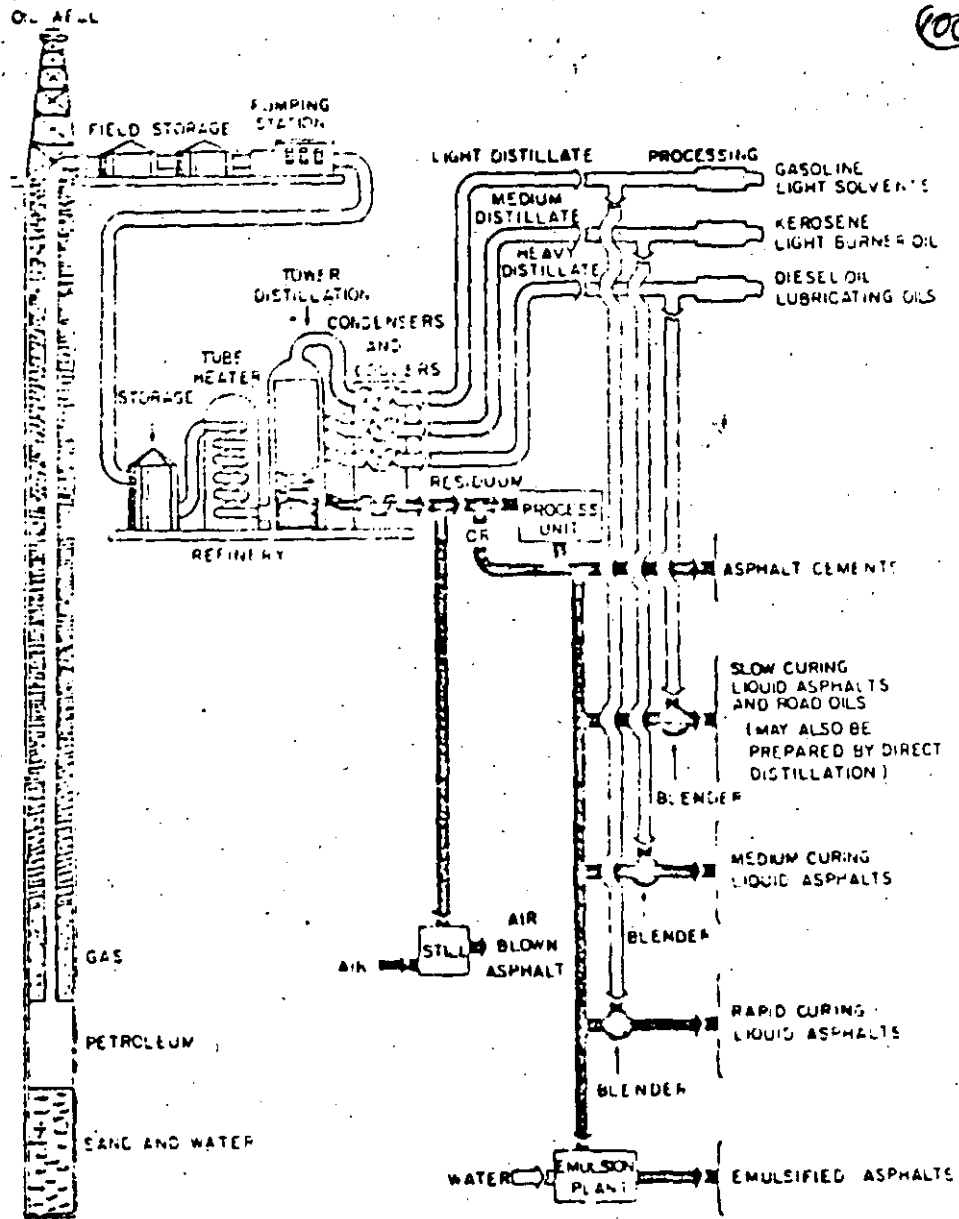 FIELD STORAGE
PUMPING
STATION
LIGHT DISTILLATE
PROCESSING
GASOLINE
LIGHT SOLVENTS
MEDIUM
DISTILLATE
KEROSENE
LIGHT BURNER OIL
HEAVY
DISTILLATE
DIESEL OIL
LUBRICATING OILS
TOWER
DISTILLATION
CONDENSERS
AND
COOLERS
TUBE
HEATER
STORAGE
RESIDUUM
PROCESS
UNIT
OR
REFINERY
ASPHALT CEMENTS
SLOW CURING
LIQUID ASPHALTS
AND ROAD OILS
(MAY ALSO BE
PREPARED BY DIRECT
DISTILLATION)
BLENDER
MEDIUM CURING
LIQUID ASPHALTS
BLENDER
AIR
STILL
AIR
BLOWN
ASPHALT
GAS
RAPID CURING
LIQUID ASPHALTS
PETROLEUM
BLENDER
SAND AND WATER
WATER
EMULSION
PLANT
EMULSIFIED ASPHALTS